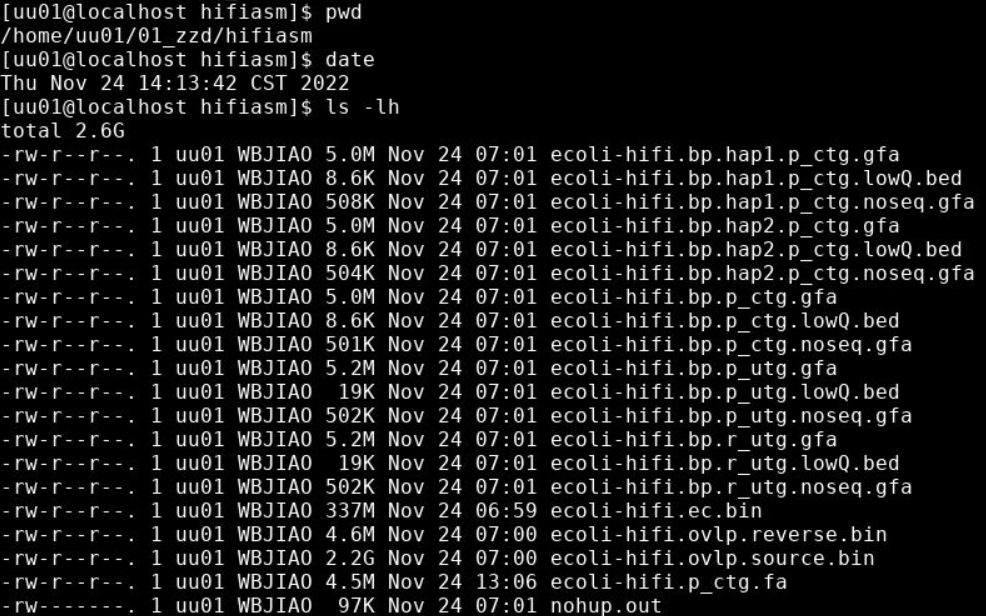 [uu01@localhost hifiasm]$ pwd
/home/uu01/01_zzd/hifiasm
[uu01@localhost hifiasm]$ date
Thu Nov 24 14:13:42 CST 2022
[uu01@localhost hifiasm]$ ls -lh
total 2.6G
-rw-r--r--. 1 uu01 WBJIAO 5.0M Nov 24 07:01 ecoli-hifi.bp.hap1.p_ctg.gfa
-rw-r--r--. 1 uu01 WBJIAO 8.6K Nov 24 07:01 ecoli-hifi.bp.hap1.p_ctg.lowQ.bed
-rw-r--r--. 1 uu01 WBJIAO 508K Nov 24 07:01 ecoli-hifi.bp.hap1.p_ctg.noseq.gfa
-rw-r--r--. 1 uu01 WBJIAO 5.0M Nov 24 07:01 ecoli-hifi.bp.hap2.p_ctg.gfa
-rw-r--r--. 1 uu01 WBJIAO 8.6K Nov 24 07:01 ecoli-hifi.bp.hap2.p_ctg.lowQ.bed
-rw-r--r--. 1 uu01 WBJIAO 504K Nov 24 07:01 ecoli-hifi.bp.hap2.p_ctg.noseq.gfa
-rw-r--r--. 1 uu01 WBJIAO 5.0M Nov 24 07:01 ecoli-hifi.bp.p_ctg.gfa
-rw-r--r--. 1 uu01 WBJIAO 8.6K Nov 24 07:01 ecoli-hifi.bp.p_ctg.lowQ.bed
-rw-r--r--. 1 uu01 WBJIAO 501K Nov 24 07:01 ecoli-hifi.bp.p_ctg.noseq.gfa
-rw-r--r--. 1 uu01 WBJIAO 5.2M Nov 24 07:01 ecoli-hifi.bp.p_utg.gfa
-rw-r--r--. 1 uu01 WBJIAO  19K Nov 24 07:01 ecoli-hifi.bp.p_utg.lowQ.bed
-rw-r--r--. 1 uu01 WBJIAO 502K Nov 24 07:01 ecoli-hifi.bp.p_utg.noseq.gfa
-rw-r--r--. 1 uu01 WBJIAO 5.2M Nov 24 07:01 ecoli-hifi.bp.r_utg.gfa
-rw-r--r--. 1 uu01 WBJIAO  19K Nov 24 07:01 ecoli-hifi.bp.r_utg.lowQ.bed
-rw-r--r--. 1 uu01 WBJIAO 502K Nov 24 07:01 ecoli-hifi.bp.r_utg.noseq.gfa
-rw-r--r--. 1 uu01 WBJIAO 337M Nov 24 06:59 ecoli-hifi.ec.bin
-rw-r--r--. 1 uu01 WBJIAO 4.6M Nov 24 07:00 ecoli-hifi.ovlp.reverse.bin
-rw-r--r--. 1 uu01 WBJIAO 2.2G Nov 24 07:00 ecoli-hifi.ovlp.source.bin
-rw-r--r--. 1 uu01 WBJIAO 4.5M Nov 24 13:06 ecoli-hifi.p_ctg.fa
-rw-------. 1 uu01 WBJIAO  97K Nov 24 07:01 nohup.out